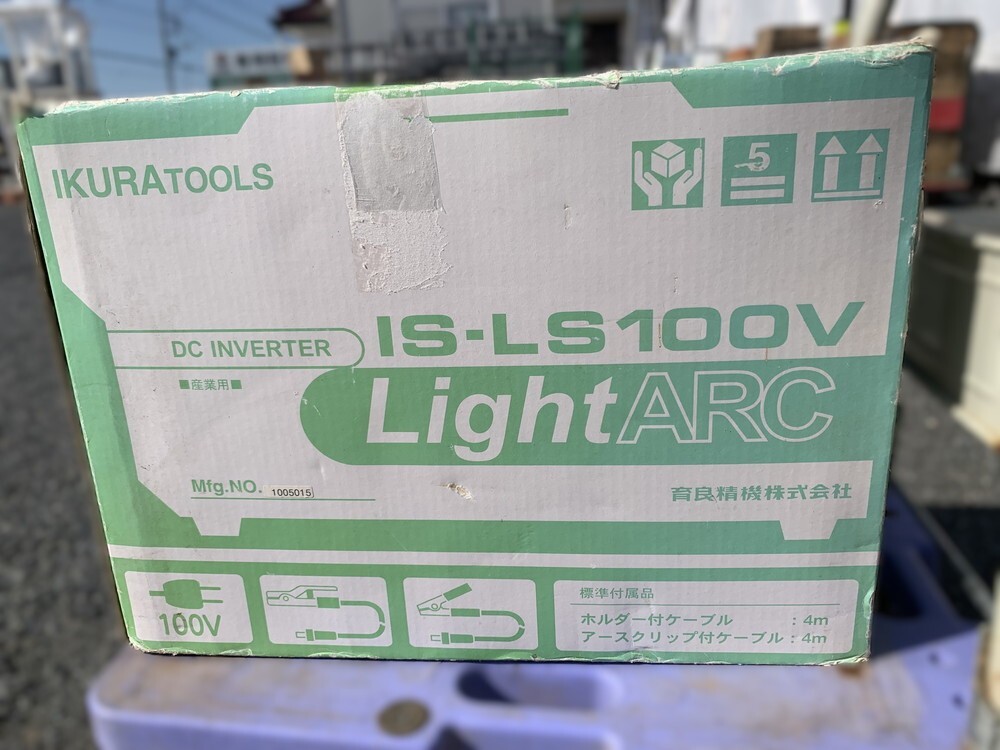 IKURATOOLS
5
DC INVERTER
IS-LS100V
■産業用■
LightARC
Mfg.NO. 1005015
育良精機株式会社
100V
標準付属品
ホルダー付ケーブル :4m
アースクリップ付ケーブル:4m